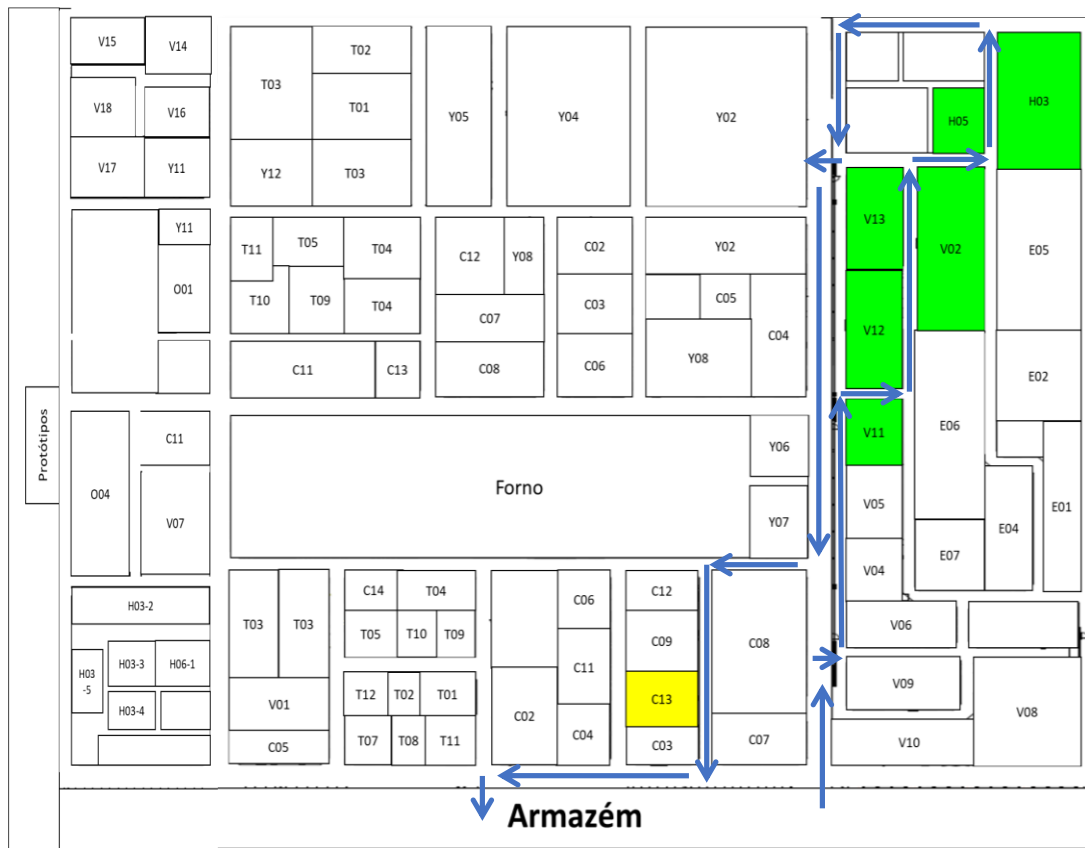 V15
V14
V18
V16
V17
Y11
Y11
O01
Protótipos
O04
C11
V07
H03-2
H03
-5
H03-3
H06-1
H03-4
T03
T02
T01
Y12
T03
Y05
Y04
Y02
T11
T05
T04
T10
T09
T04
C12
Y08
C07
C08
C02
C03
C06
Y02
C05
Y08
C04
C11
C13
Forno
Y06
Y07
T03
T03
V01
C05
C14
T04
T05
T10
T09
T12
T02
T01
T07
T08
T11
C06
C11
C02
C04
C12
C09
C13
C03
C08
C07
H05
H03
V13
V02
V12
E05
V11
E06
E02
V05
V04
E07
E04
E01
V06
V09
V08
V10
Armazém